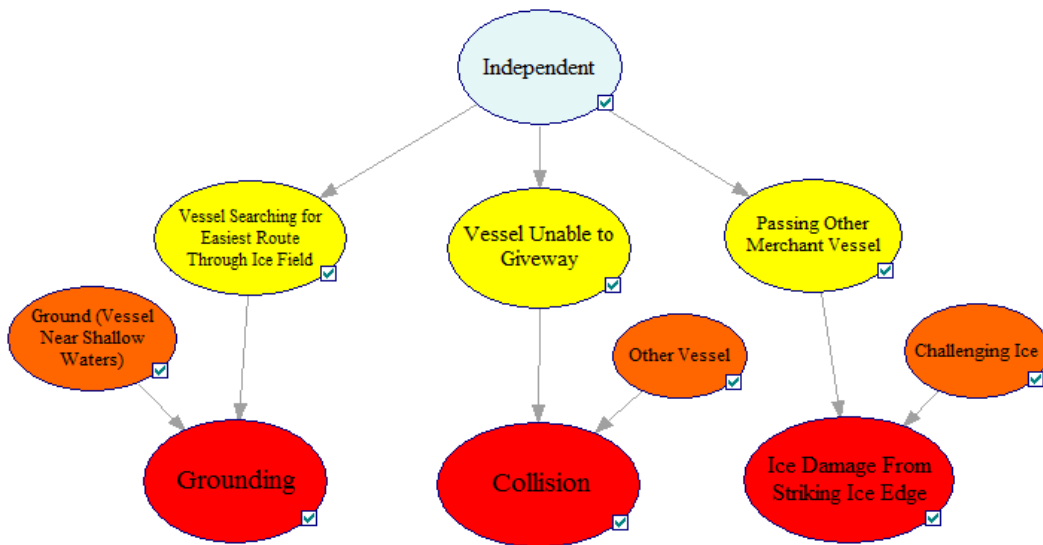 Independent
Vessel Searching for
Easiest Route
Through Ice Field
Vessel Unable to
Giveway
Passing Other
Merchant Vessel
Ground (Vessel
Near Shallow
Waters)
Other Vessel
Challenging Ice
Grounding
Collision
Ice Damage From
Striking Ice Edge